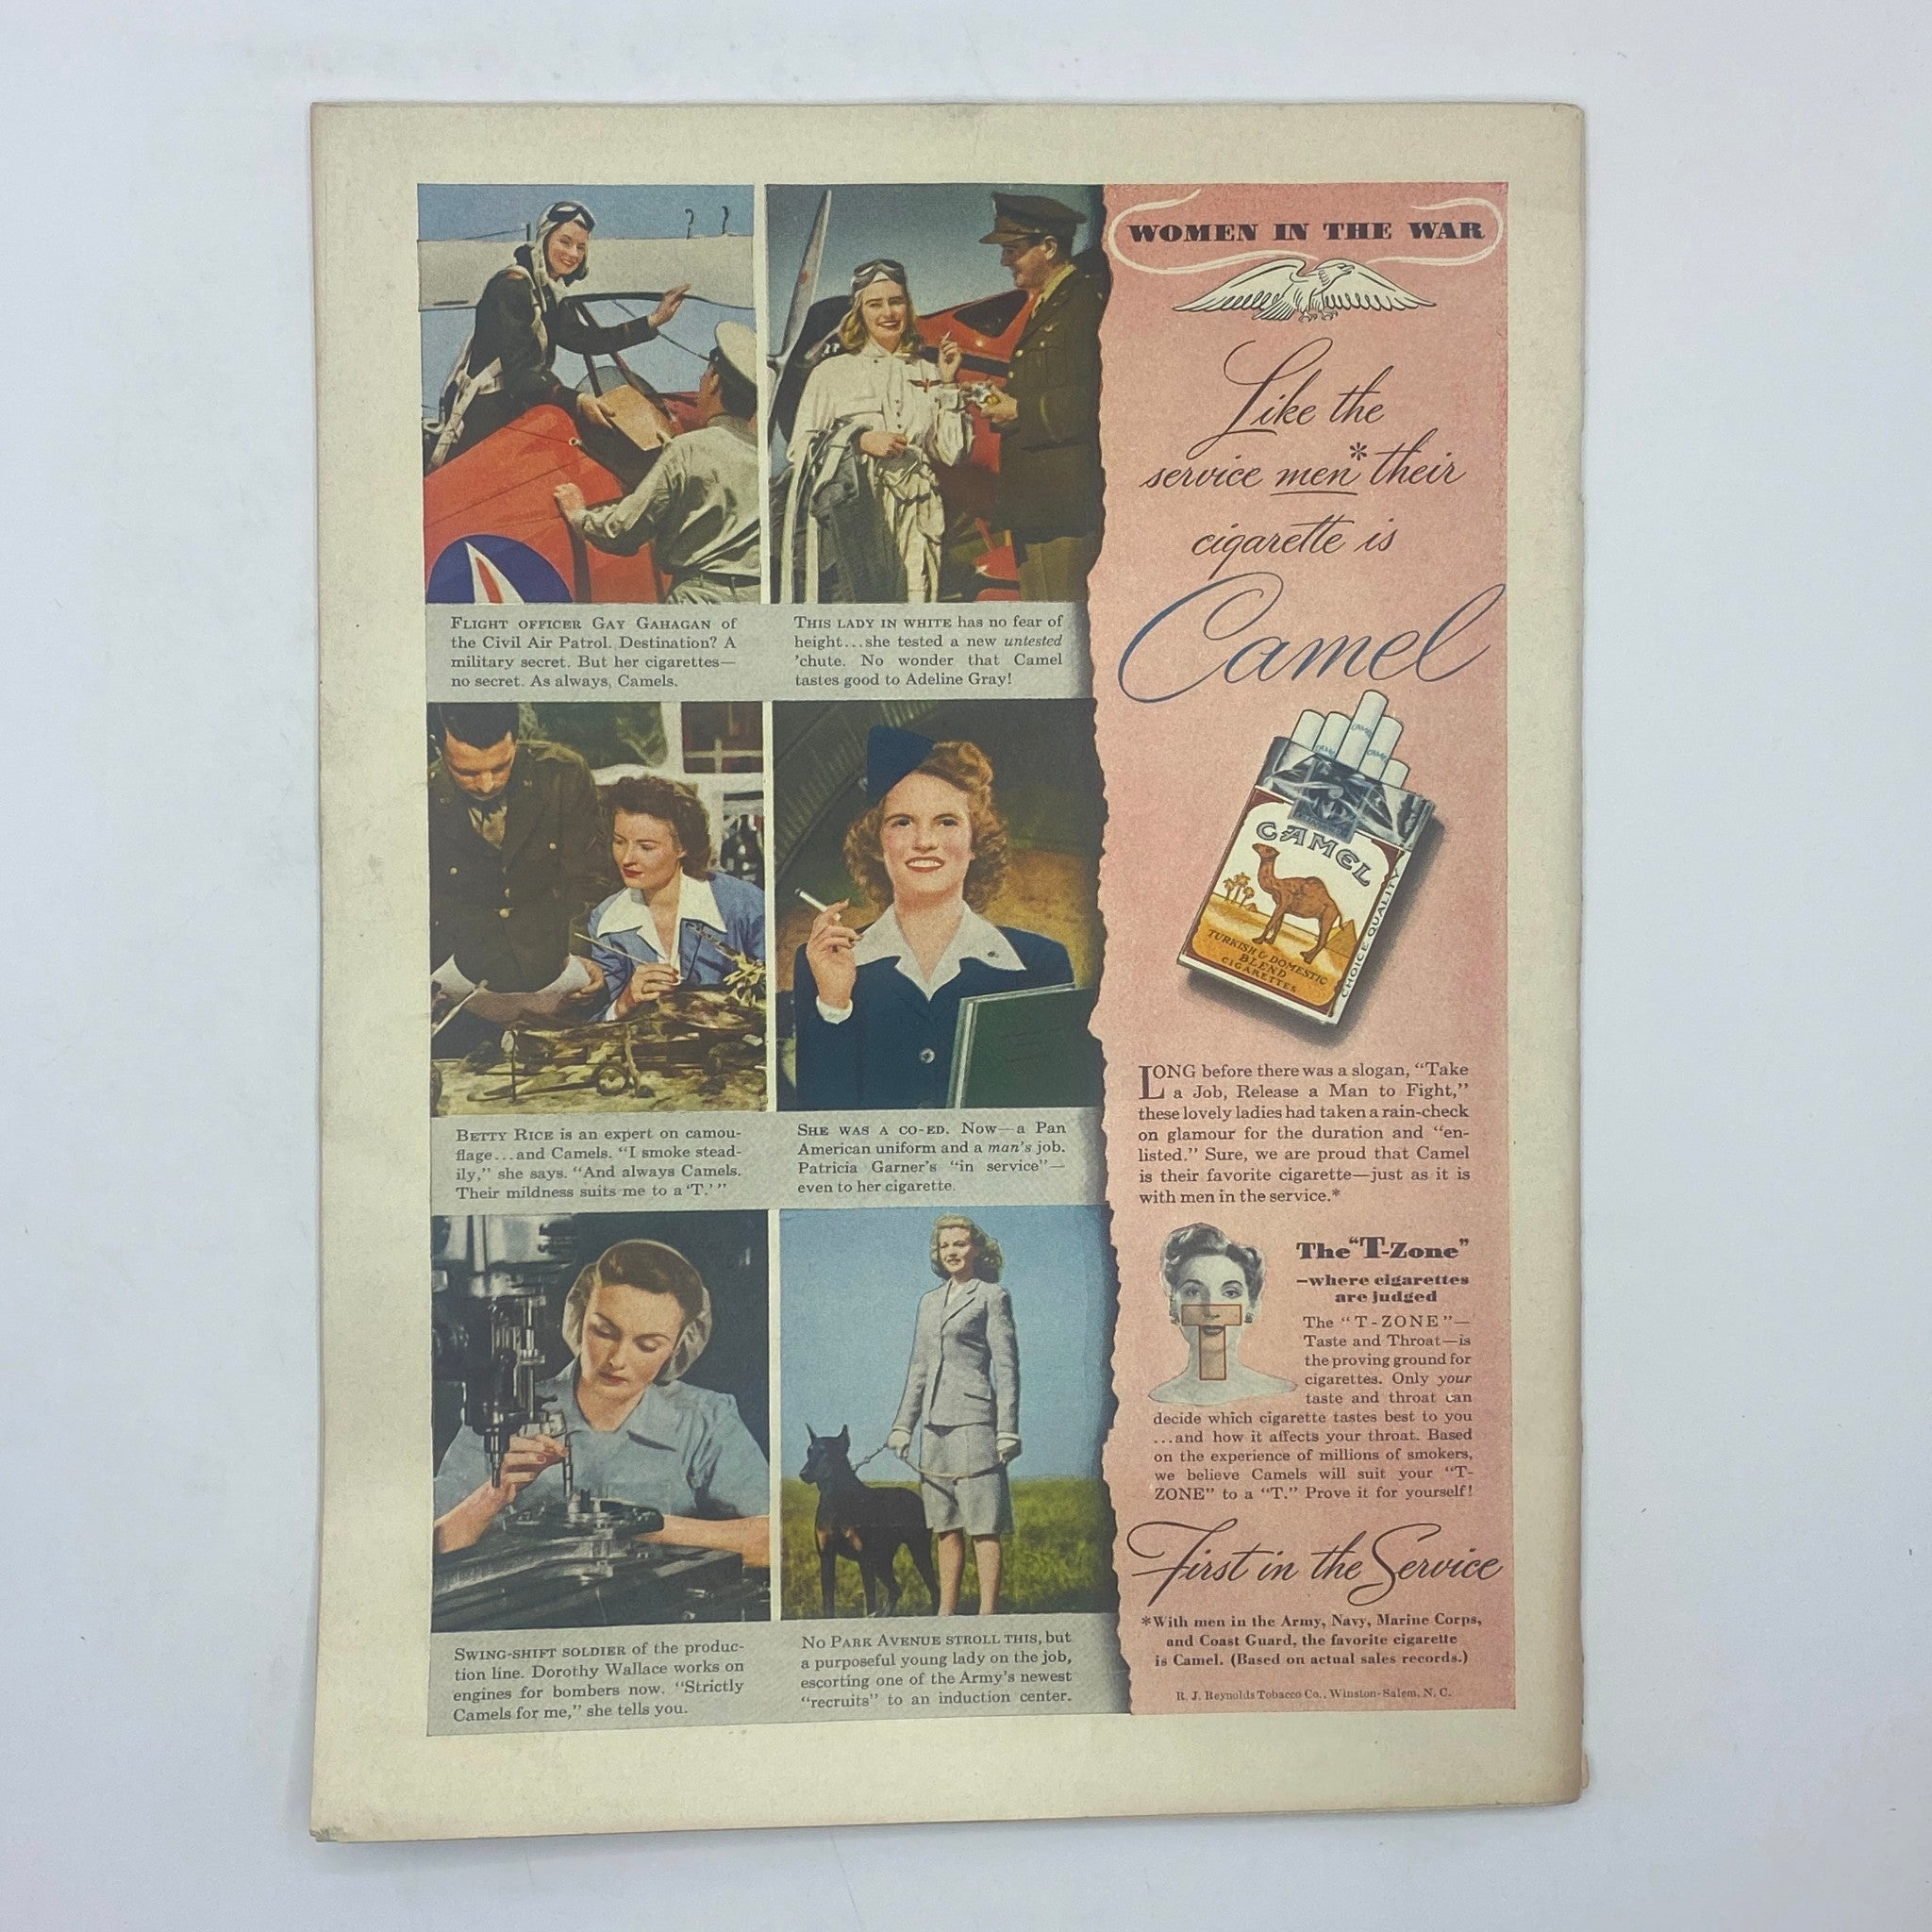 FLIGHT OFFICER GAY GAHAGAN of
the Civil Air Patrol. Destination? A
military secret. But her cigarettes—
no secret. As always, Camels.
THIS LADY IN WHITE has no fear of
height...she tested a new untested
'chute. No wonder that Camel
tastes good to Adeline Gray!
BETTY RICE is an expert on camou-
flage...and Camels. “I smoke stead-
ily,” she says. “And always Camels.
Their mildness suits me to a ‘T.’ ”
SHE WAS A CO-ED. Now—a Pan
American uniform and a man's job.
Patricia Garner's “in service”—
even to her cigarette.
SWING-SHIFT SOLDIER of the produc-
tion line. Dorothy Wallace works on
engines for bombers now. “Strictly
Camels for me,” she tells you.
NO PARK AVENUE STROLL THIS, but
a purposeful young lady on the job,
escorting one of the Army's newest
“recruits” to an induction center.
WOMEN IN THE WAR
Like the
service men* their
cigarette is
Camel
CAMEL
CAMEL
CAMEL
CAMEL
TURKISH & DOMESTIC
BLEND
CIGARETTES
CHOICE QUALITY
LONG before there was a slogan, “Take
a Job, Release a Man to Fight,”
these lovely ladies had taken a rain-check
on glamour for the duration and “en-
listed.” Sure, we are proud that Camel
is their favorite cigarette—just as it is
with men in the service.*
The “T-Zone”
—where cigarettes
are judged
The “T-ZONE”—
Taste and Throat—is
the proving ground for
cigarettes. Only your
taste and throat can
decide which cigarette tastes best to you
...and how it affects your throat. Based
on the experience of millions of smokers,
we believe Camels will suit your “T-
ZONE” to a “T.” Prove it for yourself!
First in the Service
*With men in the Army, Navy, Marine Corps,
and Coast Guard, the favorite cigarette
is Camel. (Based on actual sales records.)
R. J. Reynolds Tobacco Co., Winston-Salem, N. C.